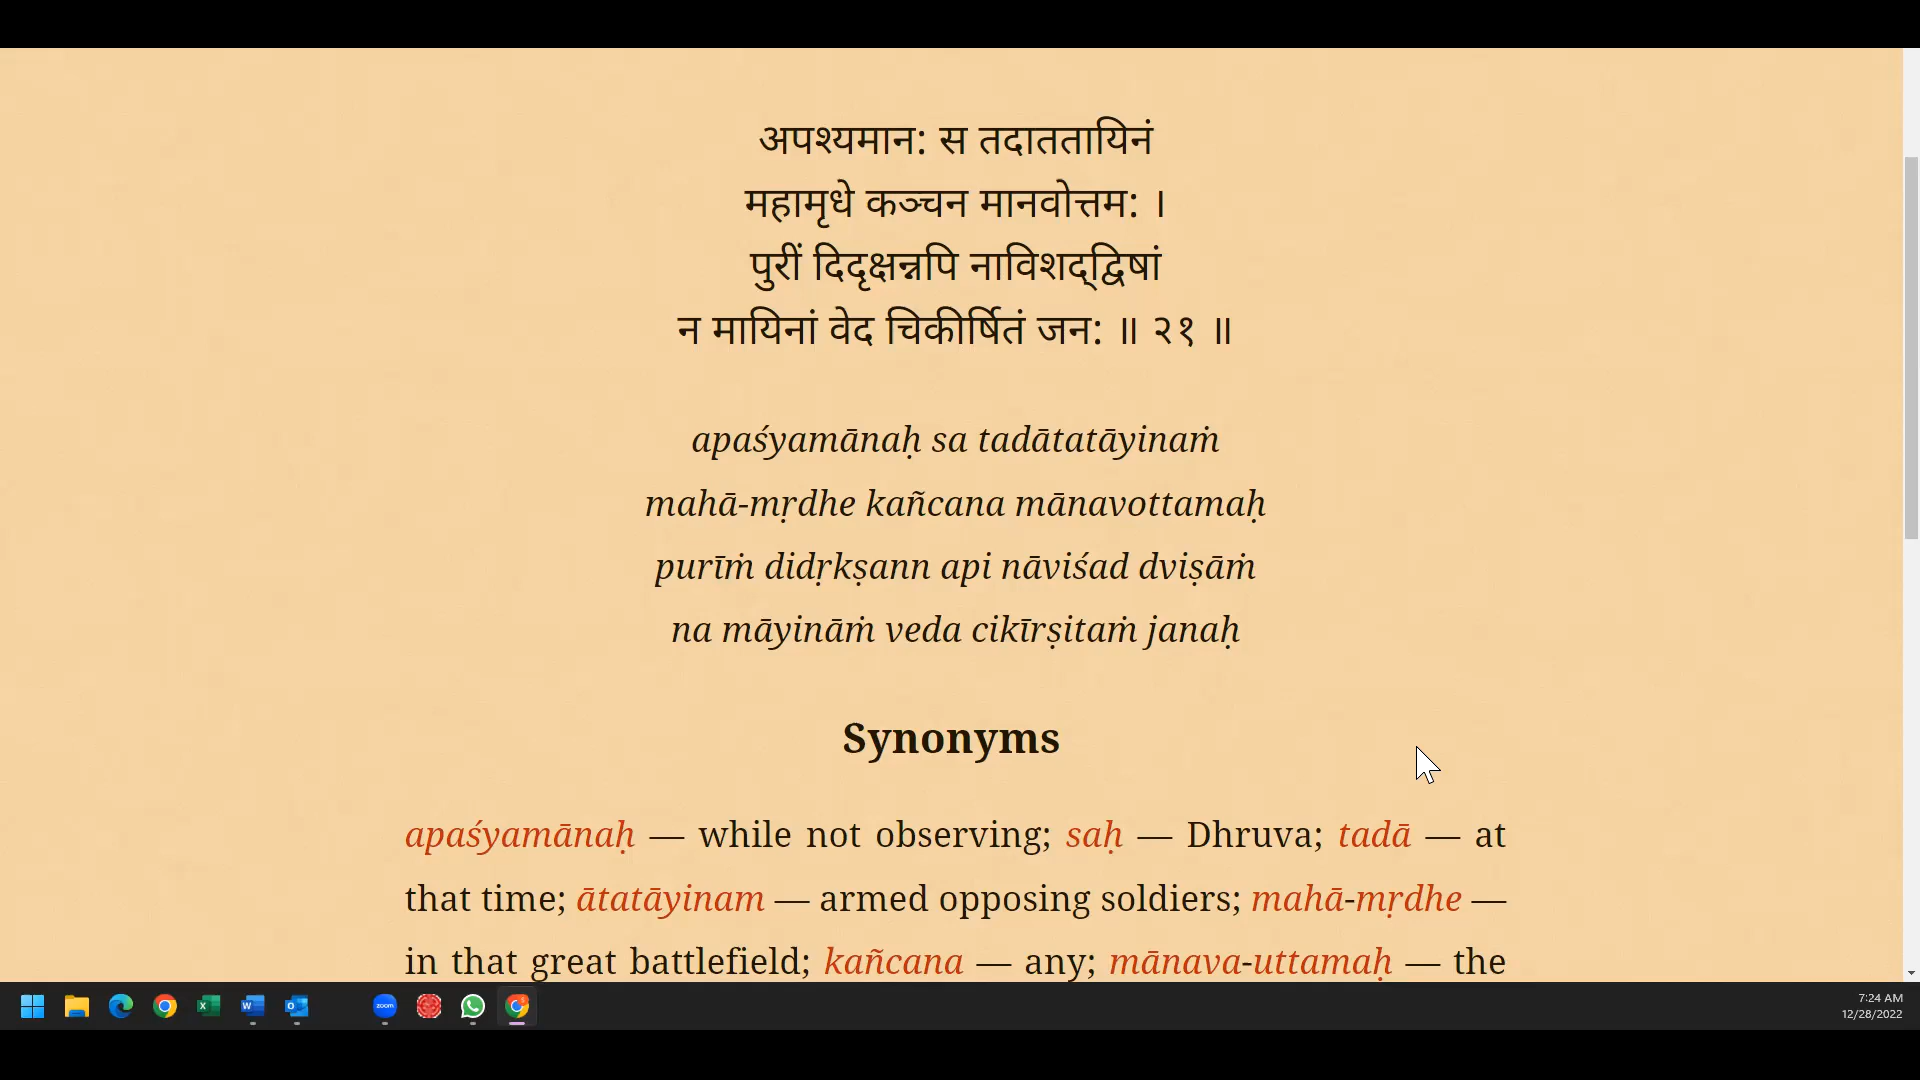 अपश्यमान: स तदाततायिनं
महामृधे कञ्चन मानवोत्तम: ।
पुरीं दिदृक्षन्नपि नाविशद्‌द्विषां
न मायिनां वेद चिकीर्षितं जन: ॥ २१ ॥
apaśyamānaḥ sa tadātatāyinaṁ
mahā-mṛdhe kañcana mānavottamaḥ
purīṁ didṛkṣann api nāviśad dviṣāṁ
na māyināṁ veda cikīrṣitaṁ janaḥ
Synonyms
apaśyamānaḥ — while not observing; saḥ — Dhruva; tadā — at
that time; ātatāyinam — armed opposing soldiers; mahā-mṛdhe —
in that great battlefield; kañcana — any; mānava-uttamaḥ — the
zoom
7:24 AM
12/28/2022